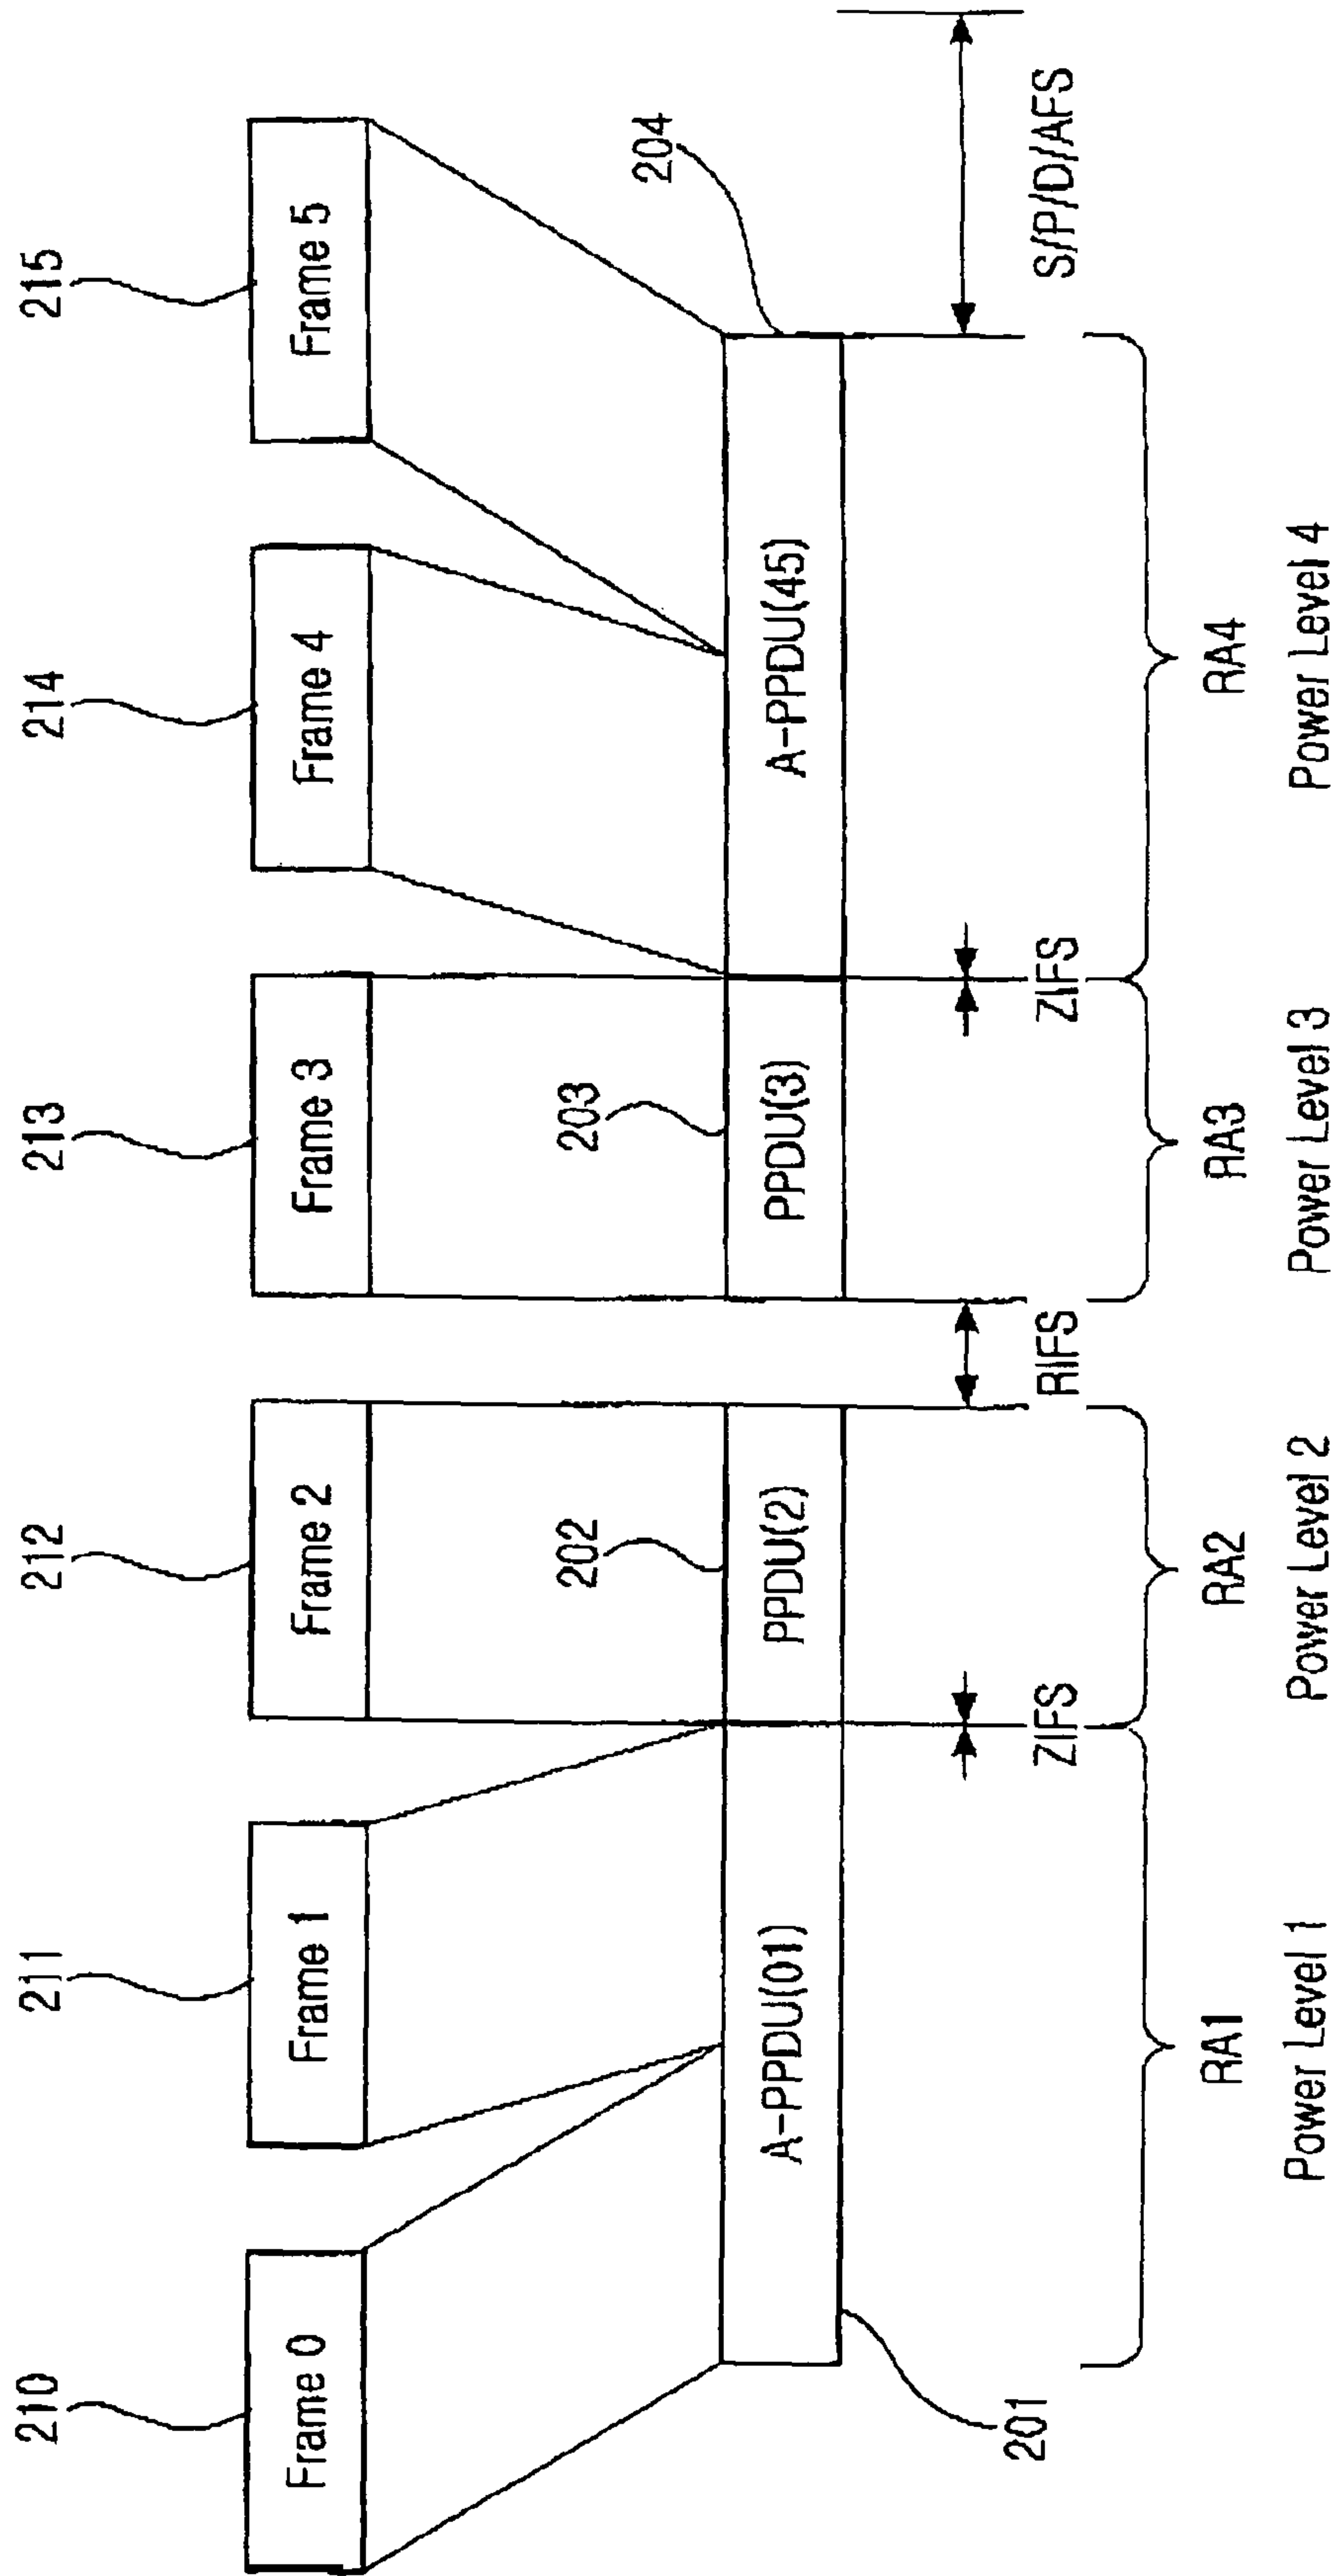 210
211
212
213
214
215
Frame 0
Frame 1
Frame 2
Frame 3
Frame 4
Frame 5
202
203
204
A-PPDU(01)
PPDU(2)
PPDU(3)
A-PPDU(45)
201
ZIFS
RIFS
ZIFS
S/P/D/AFS
RA1
RA2
RA3
RA4
Power Level 1
Power Level 2
Power Level 3
Power Level 4